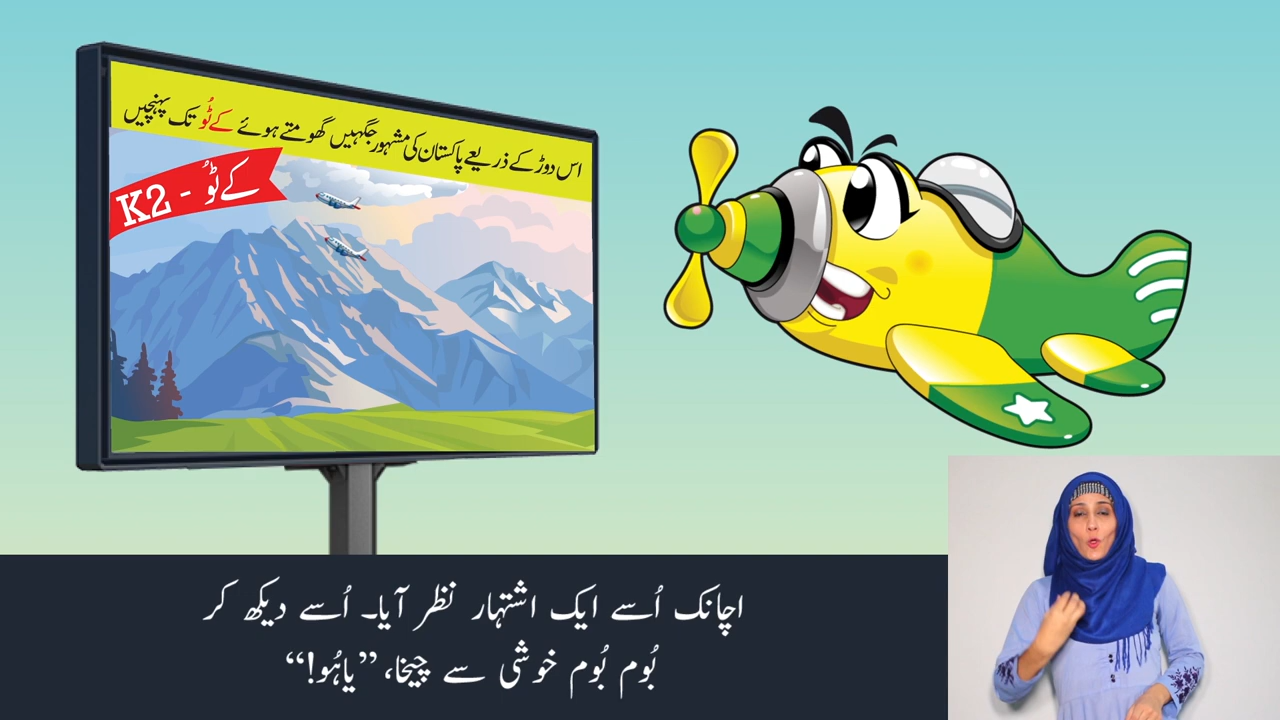 اس دوڑ کے ذریعے پاکستان کی مشہور جگہیں گھومتے ہوئے کے ٹُو تک پہنچیں
کے ٹُو - K2
اچانک اُسے ایک اشتہار نظر آیا۔ اُسے دیکھ کر
بُوم بُوم خوشی سے چیخا، ”یاہُو!“